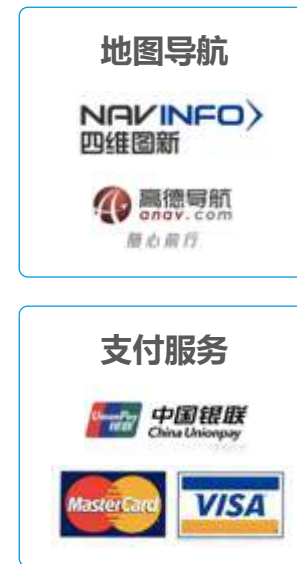 地图导航
NAVINFO
四维图新
高德导航
anav.com
随心前行
支付服务
UnionPay
银联
中国银联
China Unionpay
MasterCard
VISA